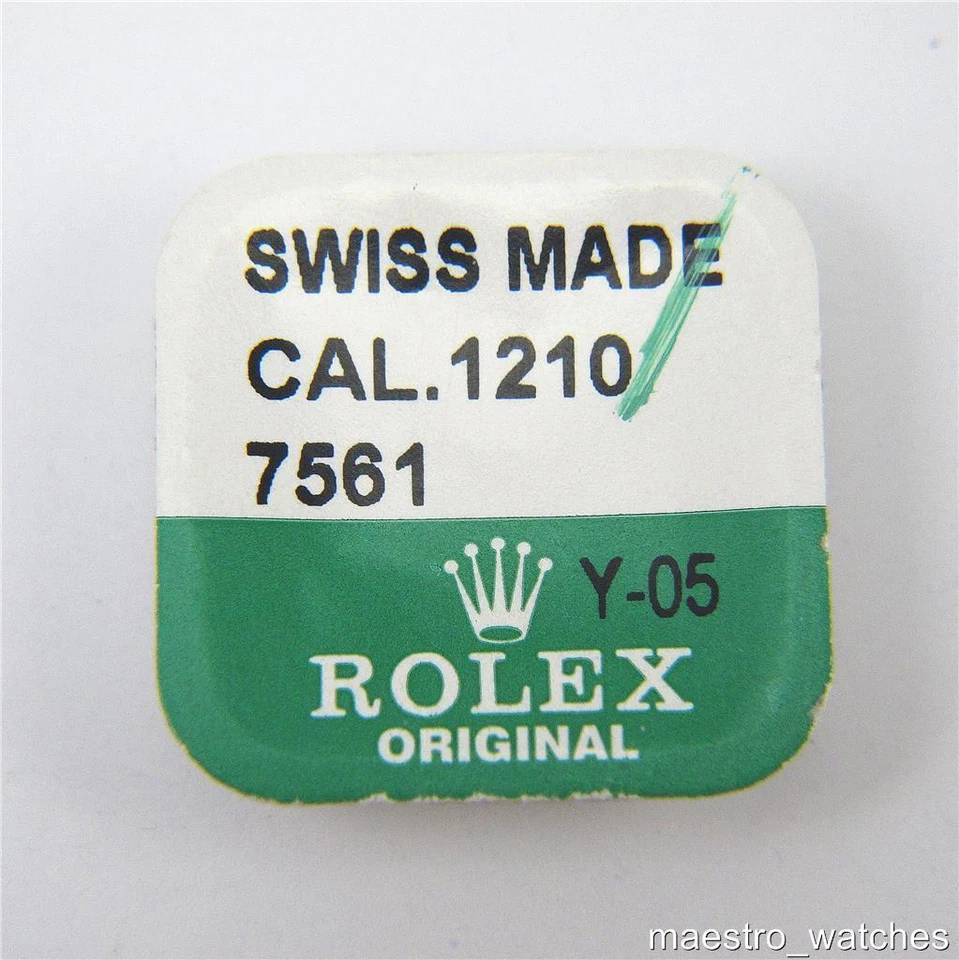 SWISS MADE
CAL.1210
7561
Y-05
ROLEX
ORIGINAL
maestro_watches